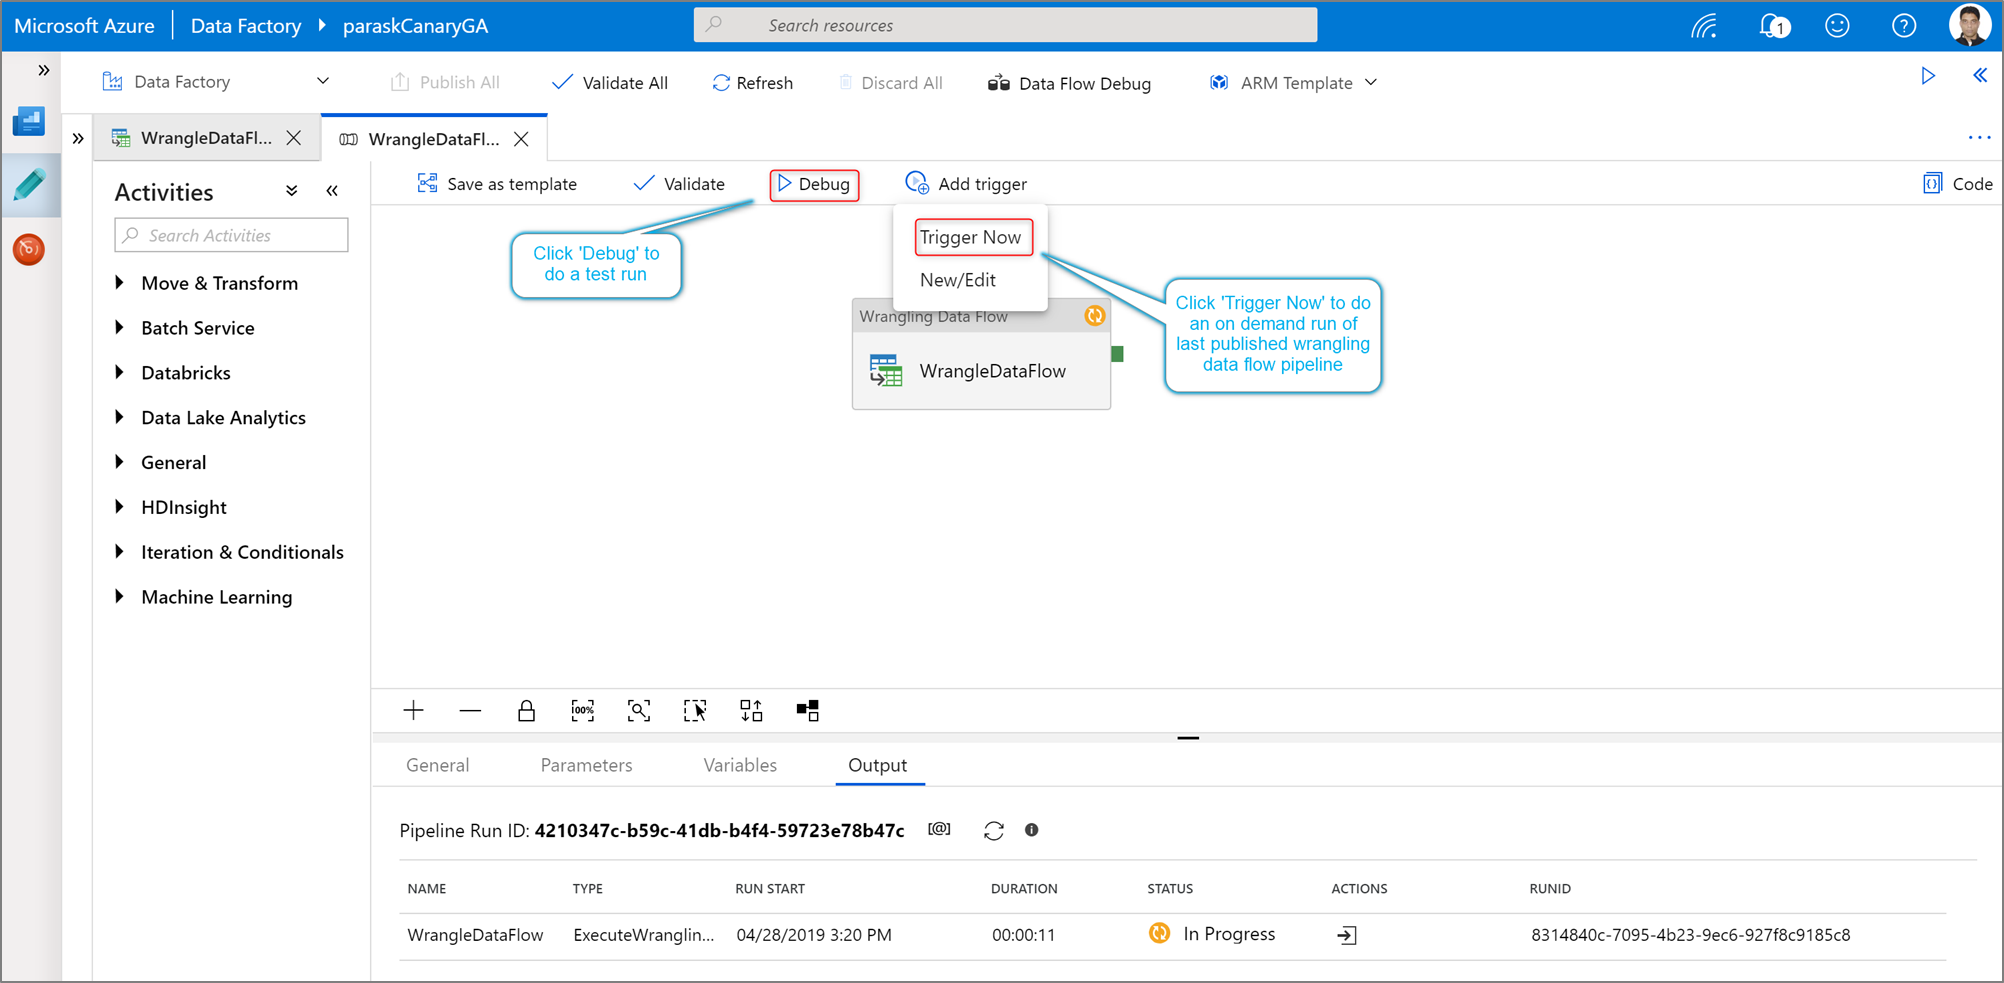 Microsoft Azure
Data Factory
paraskCanaryGA
Search resources
1
Data Factory
Publish All
Validate All
Refresh
Discard All
Data Flow Debug
ARM Template
WrangleDataFl...
WrangleDataFl...
Activities
Search Activities
Move & Transform
Batch Service
Databricks
Data Lake Analytics
General
HDInsight
Iteration & Conditionals
Machine Learning
Save as template
Validate
Debug
Add trigger
Code
Trigger Now
New/Edit
Click 'Debug' to
do a test run
Click 'Trigger Now' to do
an on demand run of
last published wrangling
data flow pipeline
Wrangling Data Flow
WrangleDataFlow
100%
General
Parameters
Variables
Output
Pipeline Run ID: 4210347c-b59c-41db-b4f4-59723e78b47c
[@]
NAME TYPE RUN START DURATION STATUS ACTIONS RUNID
WrangleDataFlow ExecuteWranglin... 04/28/2019 3:20 PM 00:00:11 In Progress 8314840c-7095-4b23-9ec6-927f8c9185c8